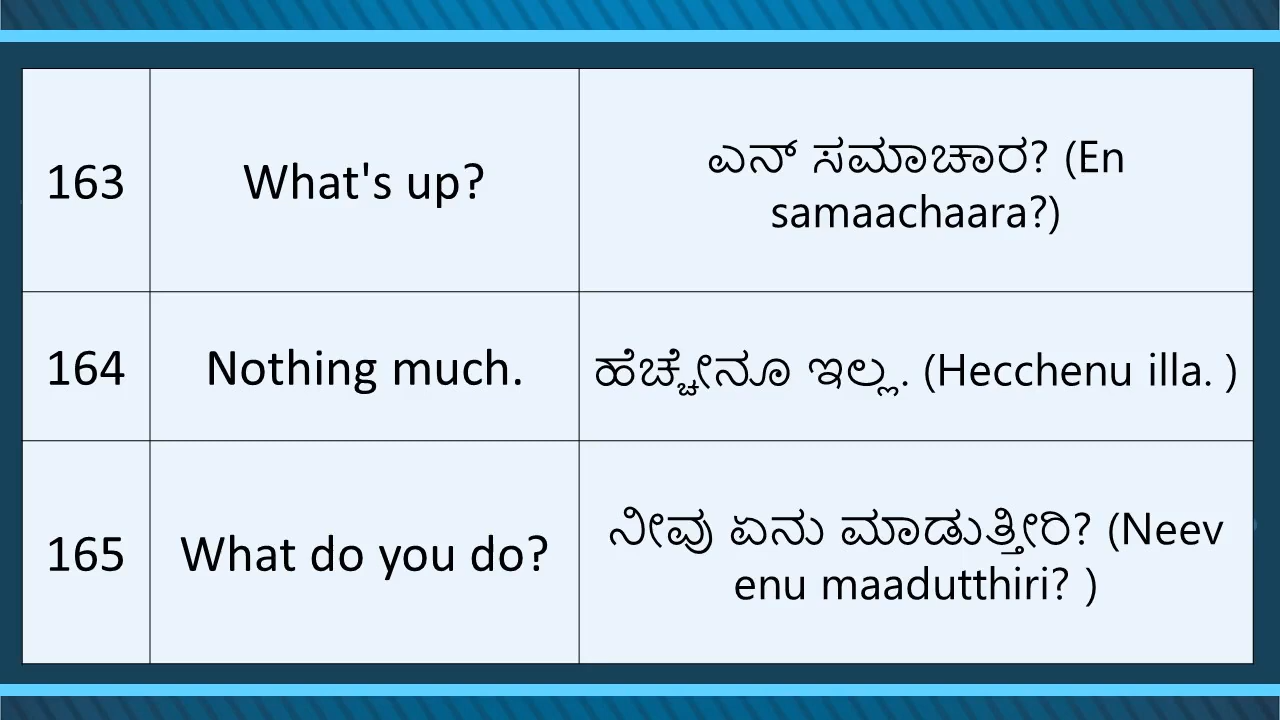 163
What's up?
ಎನ್ ಸಮಾಚಾರ? (En
samaachaara?)
164
Nothing much.
ಹೆಚ್ಚೇನೂ ಇಲ್ಲ. (Hecchenu illa. )
165
What do you do?
ನೀವು ಏನು ಮಾಡುತ್ತೀರಿ? (Neev
enu maadutthiri? )